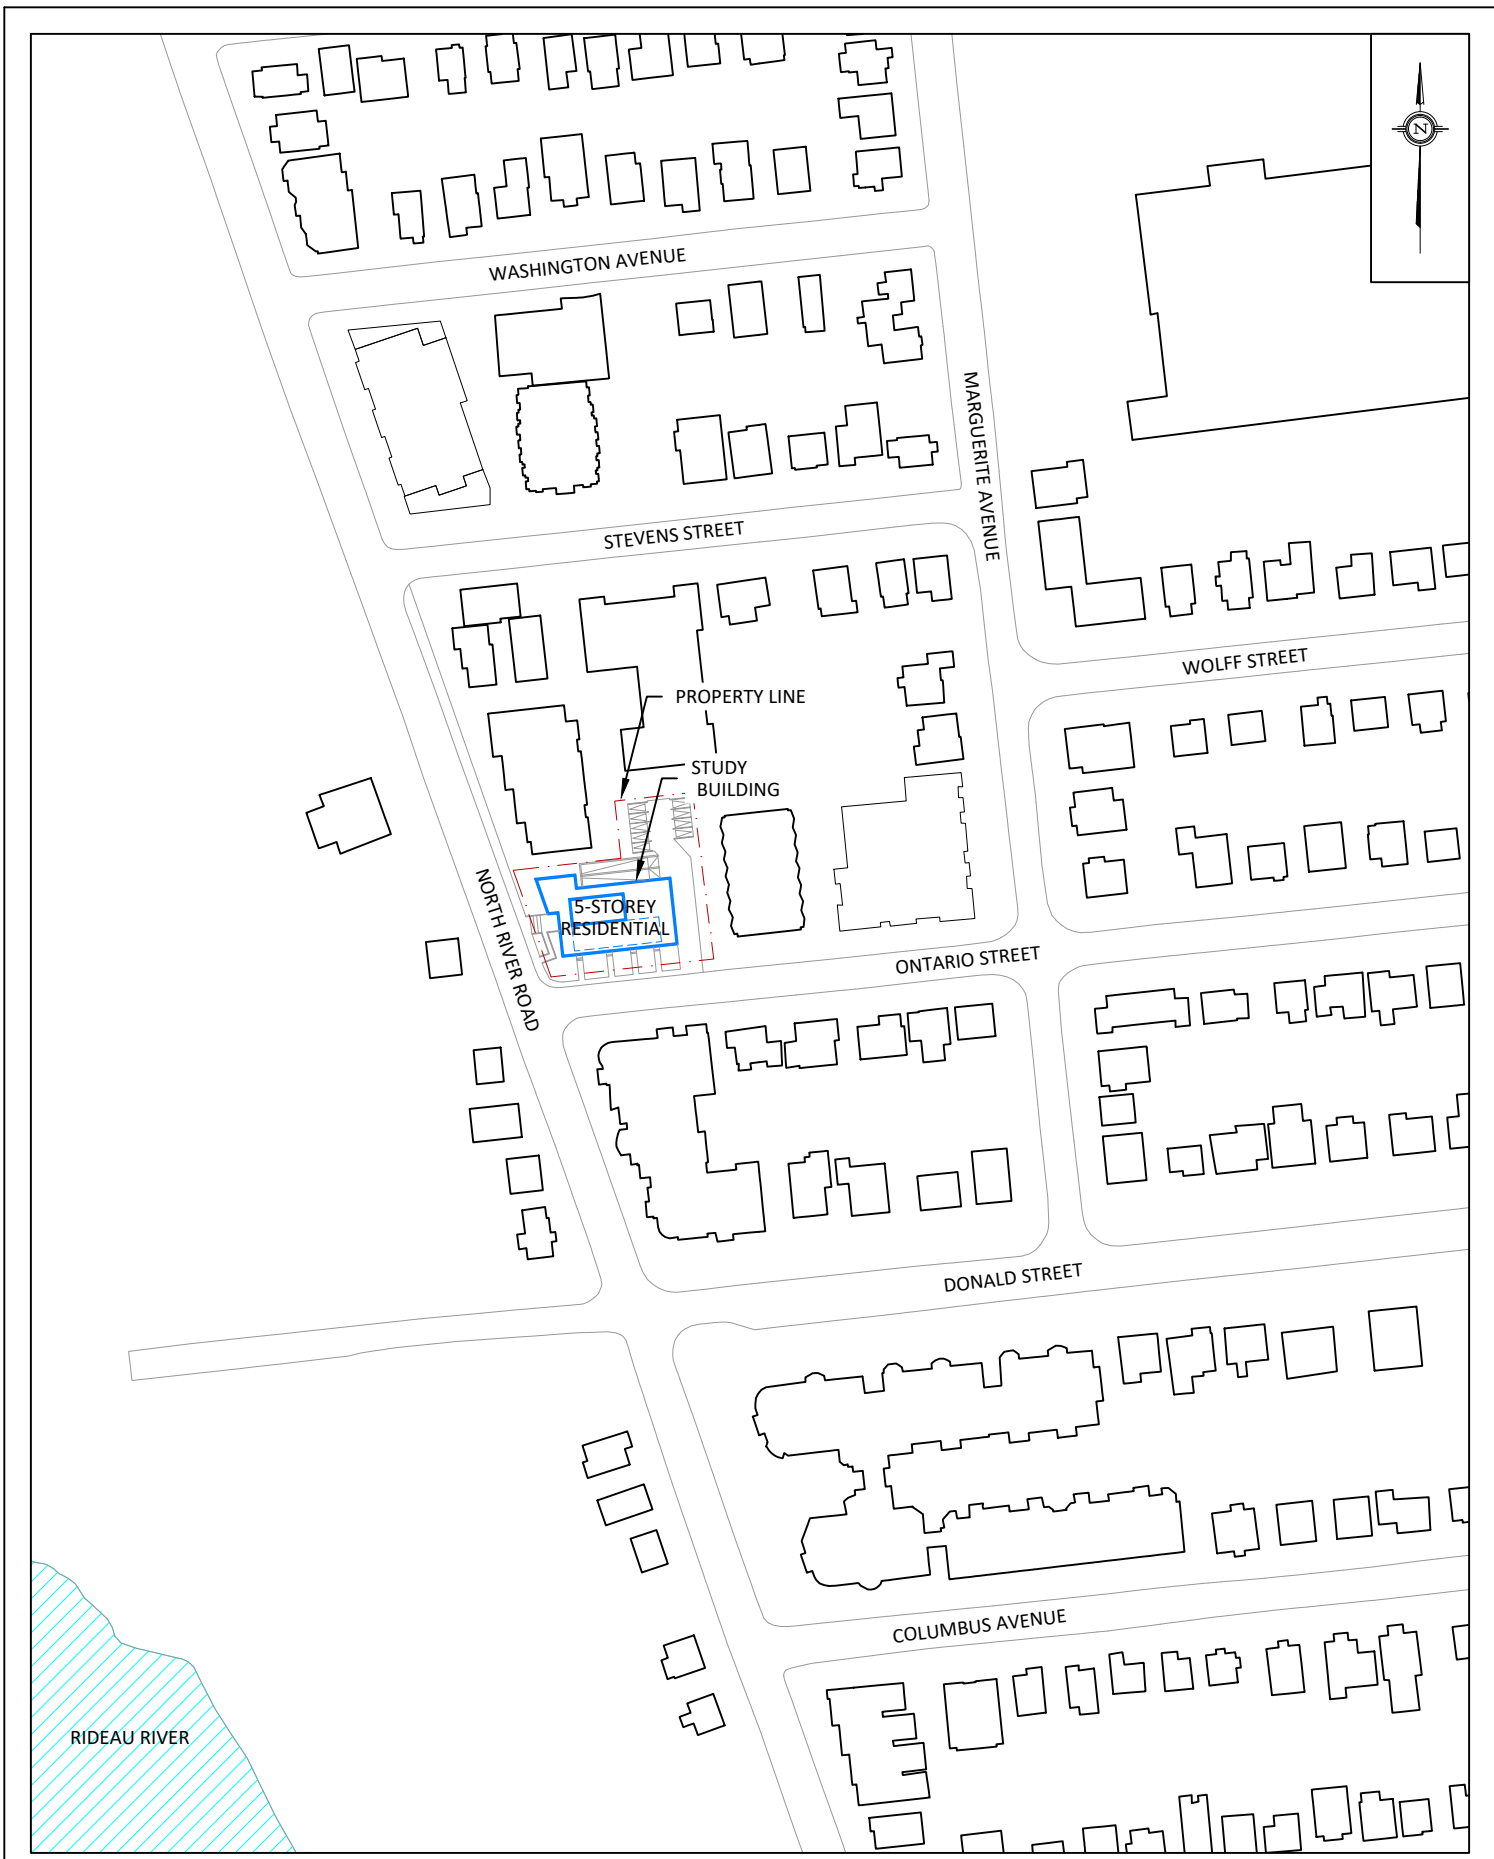 N
WASHINGTON AVENUE
MARGUERITE AVENUE
STEVENS STREET
WOLFF STREET
PROPERTY LINE
STUDY
BUILDING
5-STOREY
RESIDENTIAL
NORTH RIVER ROAD
ONTARIO STREET
DONALD STREET
COLUMBUS AVENUE
RIDEAU RIVER